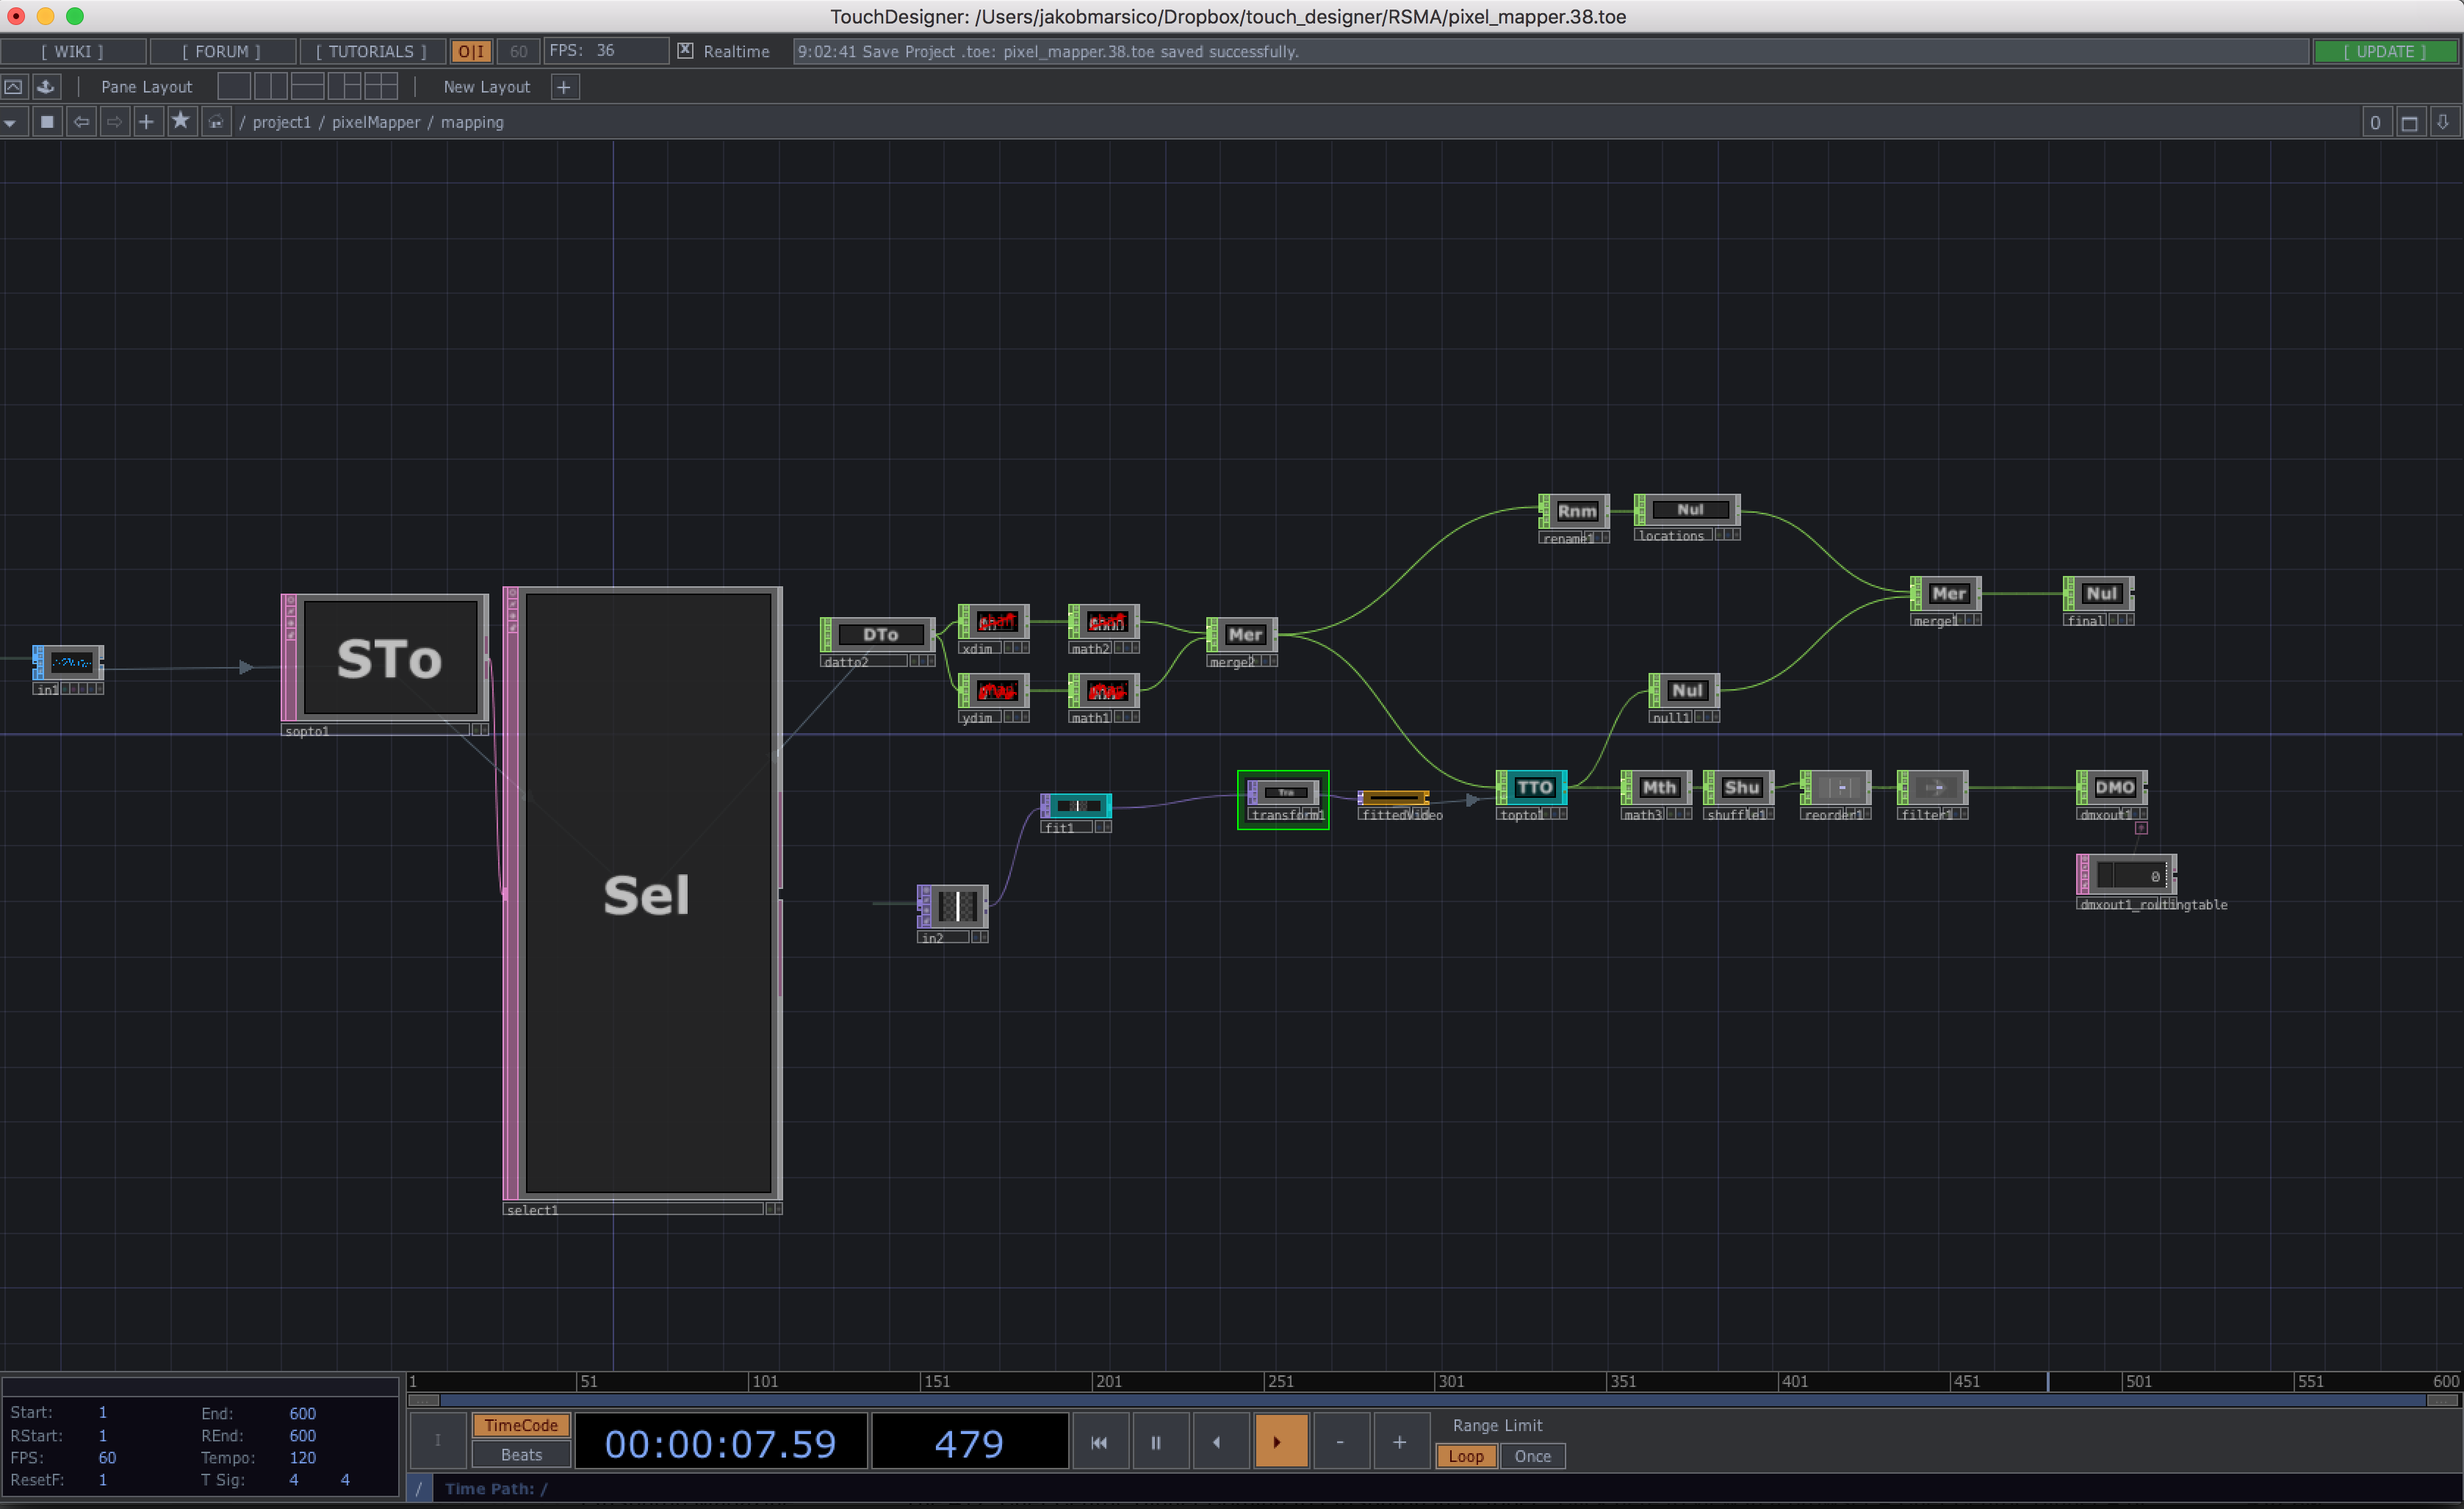 TouchDesigner: /Users/jakobmarsico/Dropbox/touch_designer/RSMA/pixel_mapper.38.toe
[ WIKI ] [ FORUM ] [ TUTORIALS ] O|I 60 FPS: 36 Realtime 9:02:41 Save Project .toe: pixel_mapper.38.toe saved successfully. [ UPDATE ]
Pane Layout New Layout +
/ project1 / pixelMapper / mapping 0
Rnm Nul
rename1 locations
Mer Nul
merge1 final
STo
DTo
Mer
in1
sopto1
datto2
xdim math2
merge2
ydim math1
Nul
null1
Tra
TTO Mth Shu DMO
transform1 fittedVideo topto1 math3 shuffle1 reorder1 filter1 dmxout1
fit1
Sel
in2
0
dmxout1_routingtable
select1
1 51 101 151 201 251 301 351 401 451 501 551 600
Start: 1 End: 600
RStart: 1 REnd: 600
FPS: 60 Tempo: 120
ResetF: 1 T Sig: 4 4
I TimeCode
Beats
00:00:07.59 479 - +
Range Limit
Loop Once
/ Time Path: /